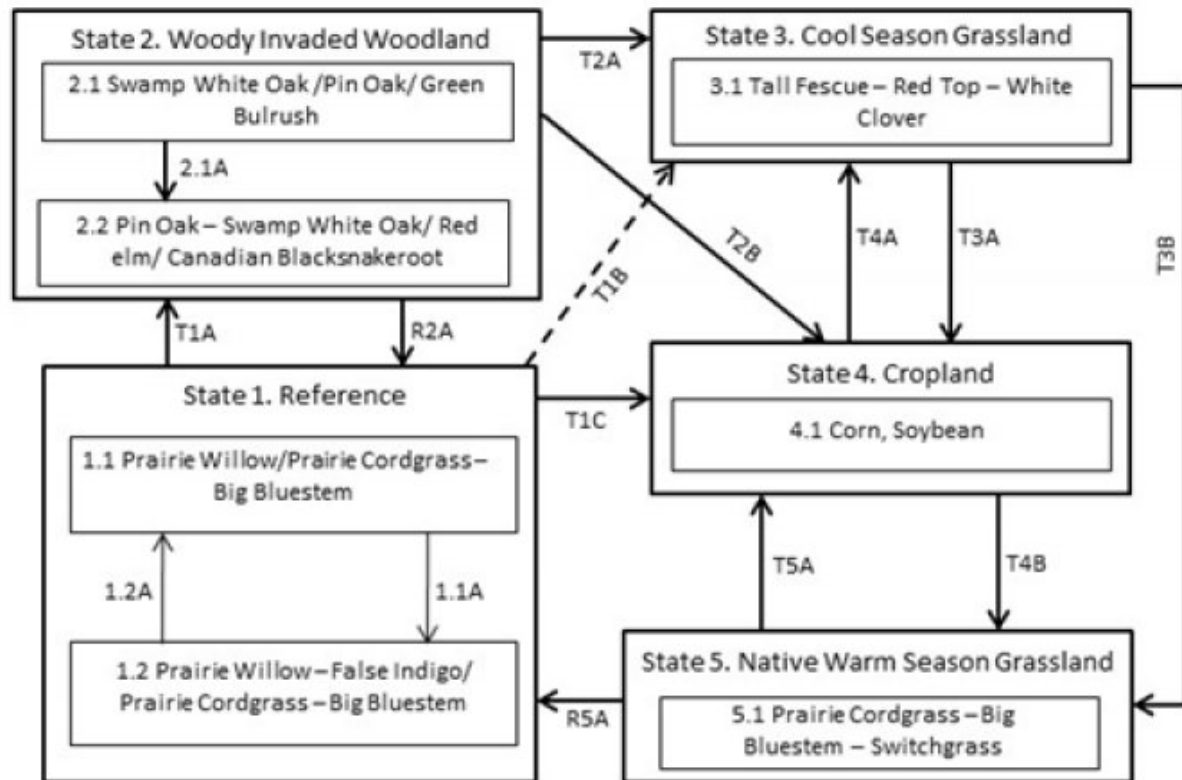 State 2. Woody Invaded Woodland
2.1 Swamp White Oak /Pin Oak/ Green
Bulrush
2.1A
2.2 Pin Oak – Swamp White Oak/ Red
elm/ Canadian Blacksnakeroot
T2A
State 3. Cool Season Grassland
3.1 Tall Fescue – Red Top – White
Clover
T2B
T1B
T4A
T3A
T3B
T1A
R2A
State 1. Reference
1.1 Prairie Willow/Prairie Cordgrass–
Big Bluestem
1.2A
1.1A
1.2 Prairie Willow–False Indigo/
Prairie Cordgrass–Big Bluestem
T1C
State 4. Cropland
4.1 Corn, Soybean
T5A
T4B
R5A
State 5. Native Warm Season Grassland
5.1 Prairie Cordgrass–Big
Bluestem – Switchgrass